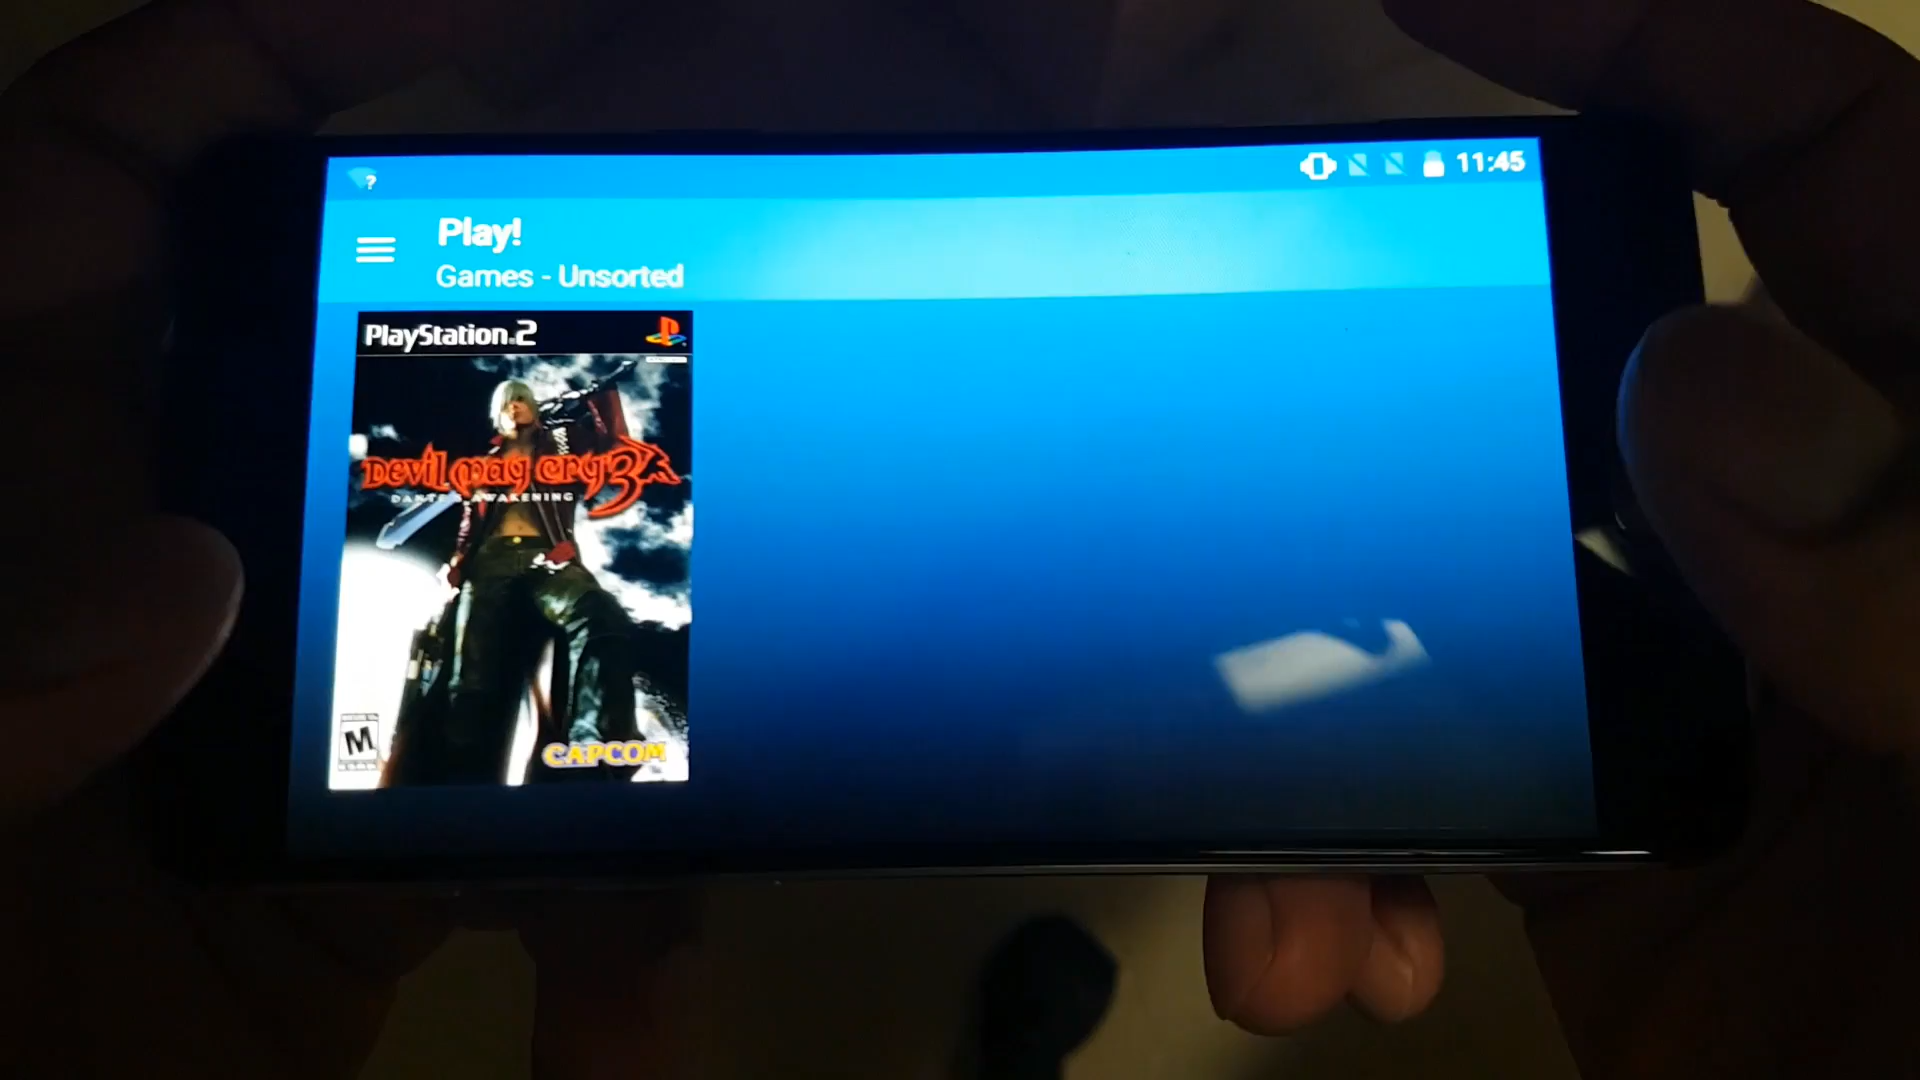 ?
11:45
Play!
Games - Unsorted
PlayStation.2
Devil may cry 3
DANTE'S AWAKENING
M
CAPCOM